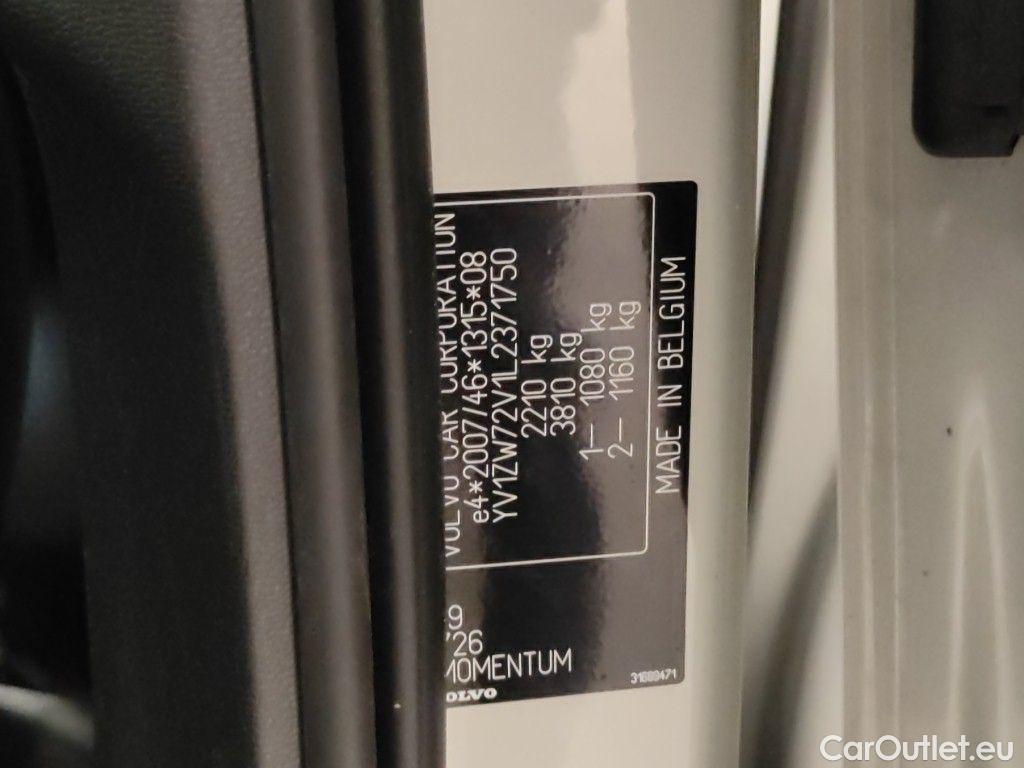 VOLVO CAR CORPORATION
e4*2007/46*1315*08
YV1ZW72V1L2371750
2210 kg
3810 kg
1— 1080 kg
2— 1160 kg
MADE IN BELGIUM
726
MOMENTUM
VOLVO
31689471
CarOutlet.eu